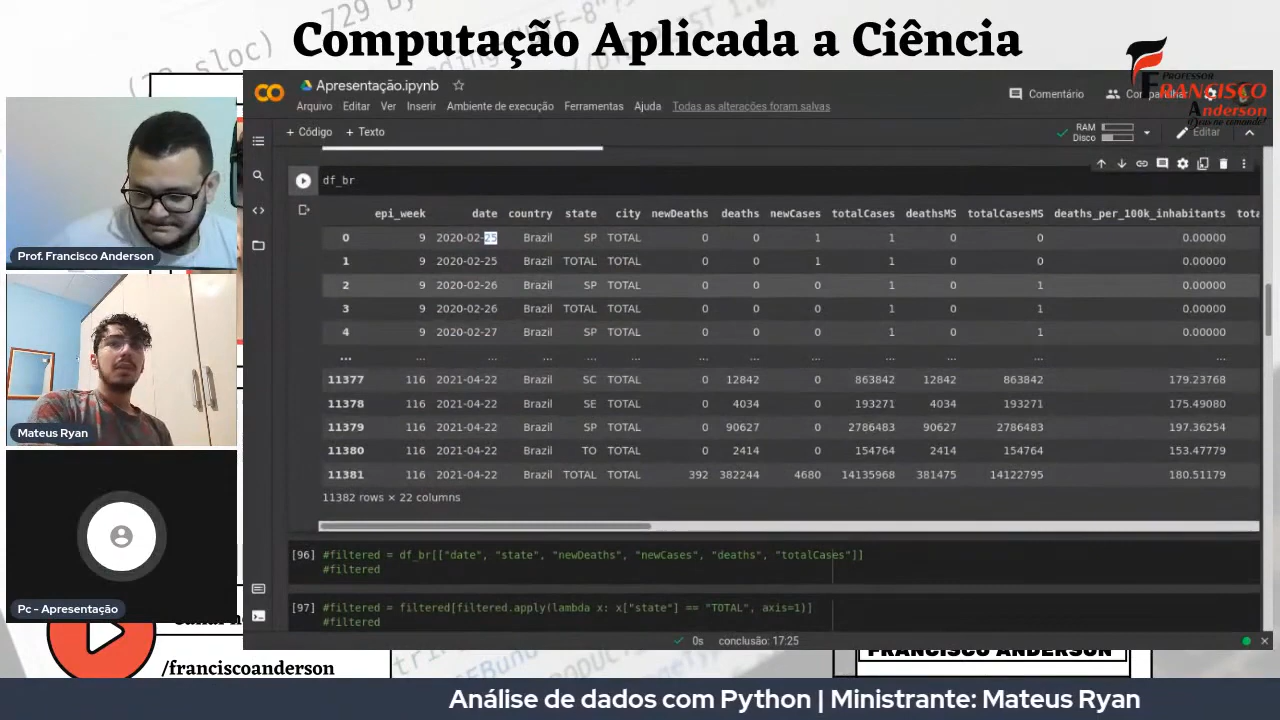 Computação Aplicada a Ciência
PROFESSOR
FRANCISCO
Anderson
Deus no comando!
Apresentação.ipynb
Arquivo Editar Ver Inserir Ambiente de execução Ferramentas Ajuda Todas as alterações foram salvas
Comentário
+ Código + Texto
RAM
Disco
Editar
df_br
epi_week date country state city newDeaths deaths newCases totalCases deathsMS totalCasesMS deaths_per_100k_inhabitants tota
0 9 2020-02-25 Brazil SP TOTAL 0 0 1 1 0 0 0.00000
1 9 2020-02-25 Brazil TOTAL TOTAL 0 0 1 1 0 0 0.00000
2 9 2020-02-26 Brazil SP TOTAL 0 0 0 1 0 1 0.00000
3 9 2020-02-26 Brazil TOTAL TOTAL 0 0 0 1 0 1 0.00000
4 9 2020-02-27 Brazil SP TOTAL 0 0 0 1 0 1 0.00000
... ... ... ... ... ... ... ... ... ... ... ... ...
11377 116 2021-04-22 Brazil SC TOTAL 0 12842 0 863842 12842 863842 179.23768
11378 116 2021-04-22 Brazil SE TOTAL 0 4034 0 193271 4034 193271 175.49080
11379 116 2021-04-22 Brazil SP TOTAL 0 90627 0 2786483 90627 2786483 197.36254
11380 116 2021-04-22 Brazil TO TOTAL 0 2414 0 154764 2414 154764 153.47779
11381 116 2021-04-22 Brazil TOTAL TOTAL 392 382244 4680 14135968 381475 14122795 180.51179
11382 rows × 22 columns
[96] #filtered = df_br[["date", "state", "newDeaths", "newCases", "deaths", "totalCases"]]
#filtered
[97] #filtered = filtered[filtered.apply(lambda x: x["state"] == "TOTAL", axis=1)]
#filtered
0s conclusão: 17:25
Prof. Francisco Anderson
Mateus Ryan
Pc - Apresentação
/franciscoanderson
FRANCISCO ANDERSON
Análise de dados com Python | Ministrante: Mateus Ryan